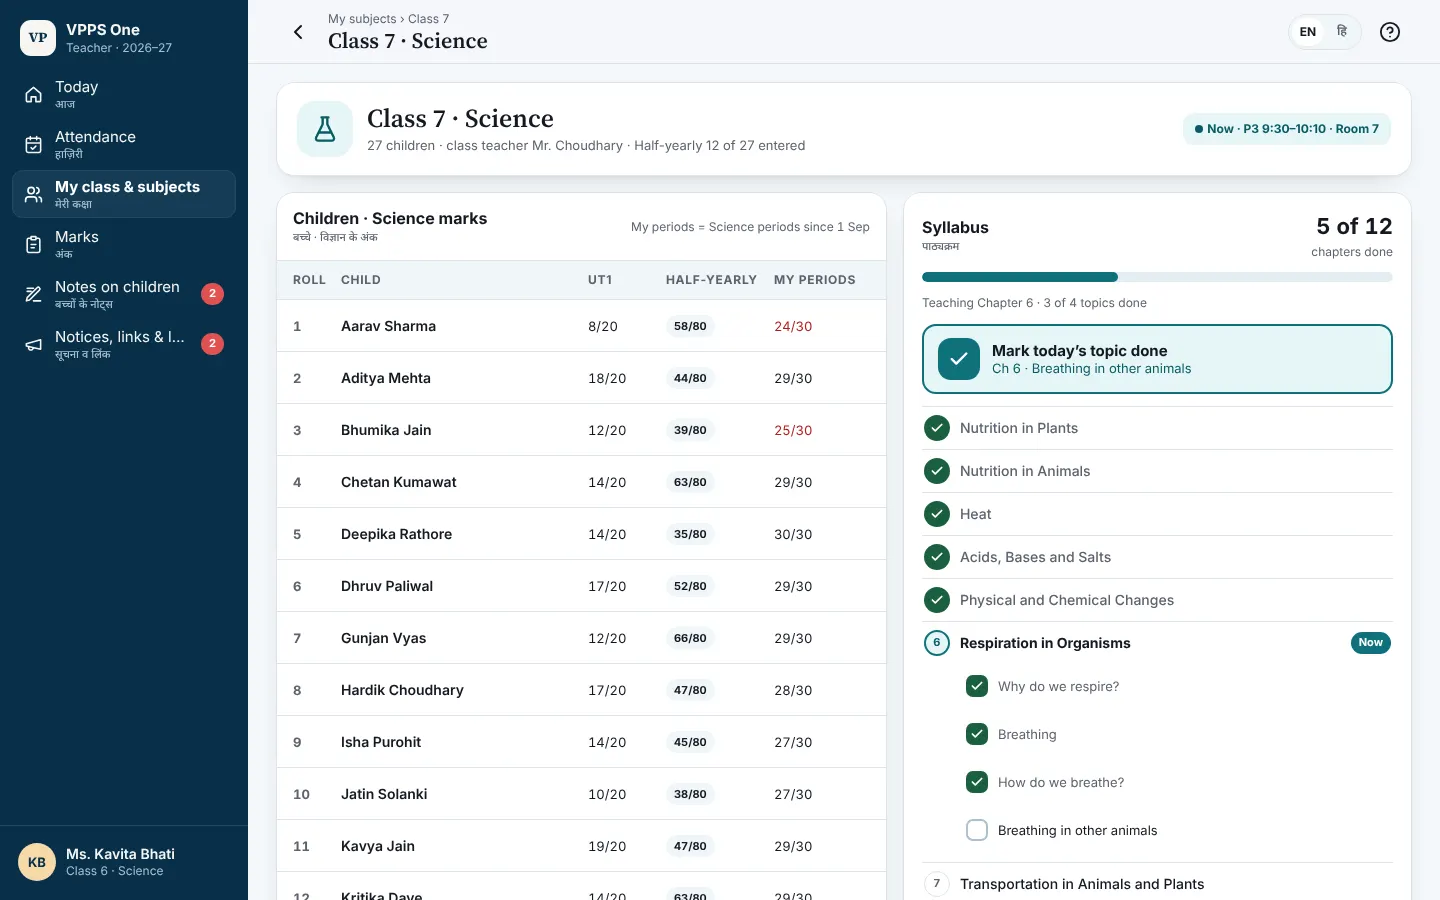 VP
VPPS One
Teacher · 2026–27
Today
आज
Attendance
हाज़िरी
My class & subjects
मेरी कक्षा
Marks
अंक
Notes on children
बच्चों के नोट्स
2
Notices, links & l...
सूचना व लिंक
2
KB
Ms. Kavita Bhati
Class 6 · Science
My subjects › Class 7
Class 7 · Science
EN
हिं
?
Class 7 · Science
27 children · class teacher Mr. Choudhary · Half-yearly 12 of 27 entered
Now · P3 9:30–10:10 · Room 7
Children · Science marks
बच्चे · विज्ञान के अंक
My periods = Science periods since 1 Sep
ROLL CHILD UT1 HALF-YEARLY MY PERIODS
1 Aarav Sharma 8/20 58/80 24/30
2 Aditya Mehta 18/20 44/80 29/30
3 Bhumika Jain 12/20 39/80 25/30
4 Chetan Kumawat 14/20 63/80 29/30
5 Deepika Rathore 14/20 35/80 30/30
6 Dhruv Paliwal 17/20 52/80 29/30
7 Gunjan Vyas 12/20 66/80 29/30
8 Hardik Choudhary 17/20 47/80 28/30
9 Isha Purohit 14/20 45/80 27/30
10 Jatin Solanki 10/20 38/80 27/30
11 Kavya Jain 19/20 47/80 29/30
12 Kritika Dave 14/20 63/80 29/30
Syllabus
पाठ्यक्रम
5 of 12
chapters done
Teaching Chapter 6 · 3 of 4 topics done
Mark today’s topic done
Ch 6 · Breathing in other animals
Nutrition in Plants
Nutrition in Animals
Heat
Acids, Bases and Salts
Physical and Chemical Changes
6 Respiration in Organisms Now
Why do we respire?
Breathing
How do we breathe?
Breathing in other animals
7 Transportation in Animals and Plants